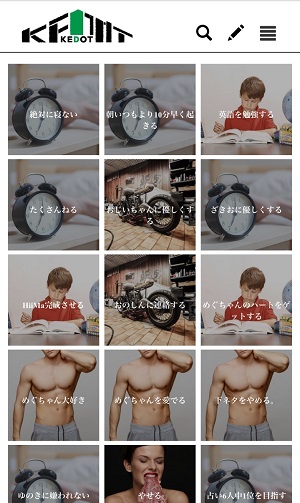 KEDOT
KEDOT
絶対に寝ない
朝いつもより10分早く起
きる
英語を勉強する
たくさんねる
おじいちゃんに優しくす
る
ざきおに優しくする
HiiNia完成させる
おのしんに連絡する
めぐちゃんのハートをゲ
ットする
めぐちゃん大好き
めぐちゃんを愛でる
下ネタをやめる。
ゆのきに嫌われない
やせる。
占い6人中1位を目指す